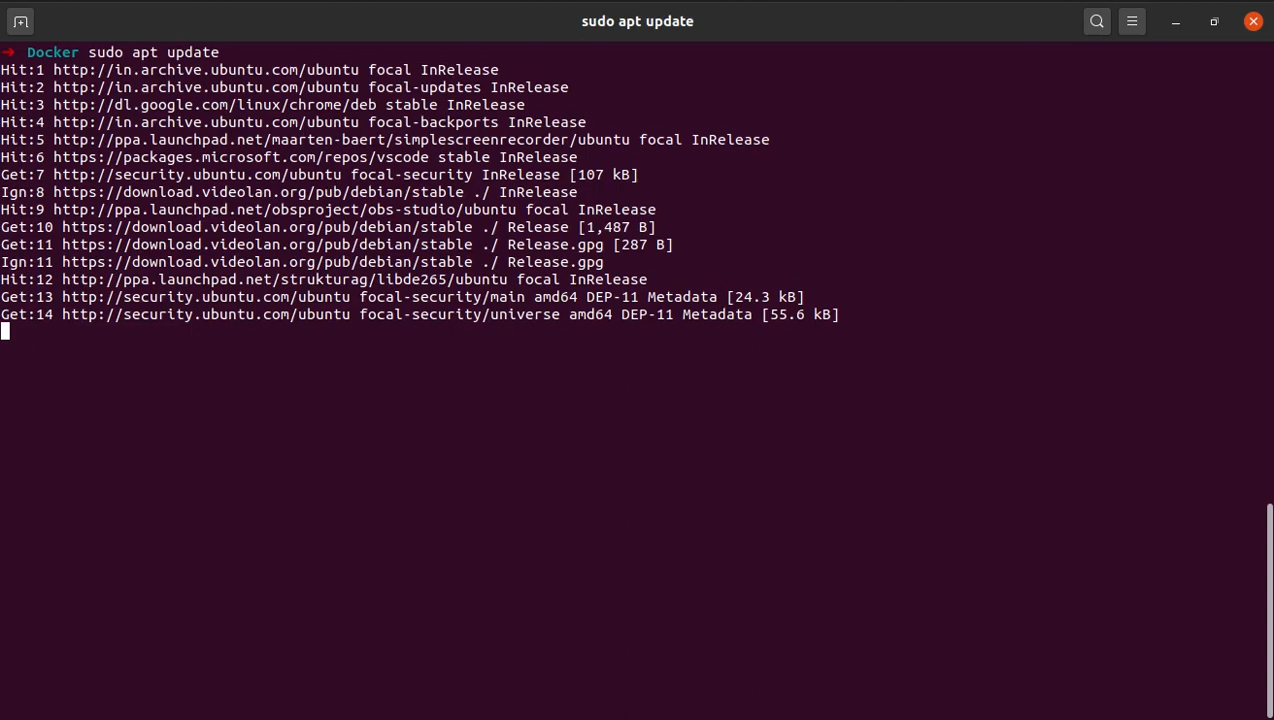 sudo apt update
➜ Docker sudo apt update
Hit:1 http://in.archive.ubuntu.com/ubuntu focal InRelease
Hit:2 http://in.archive.ubuntu.com/ubuntu focal-updates InRelease
Hit:3 http://dl.google.com/linux/chrome/deb stable InRelease
Hit:4 http://in.archive.ubuntu.com/ubuntu focal-backports InRelease
Hit:5 http://ppa.launchpad.net/maarten-baert/simplescreenrecorder/ubuntu focal InRelease
Hit:6 https://packages.microsoft.com/repos/vscode stable InRelease
Get:7 http://security.ubuntu.com/ubuntu focal-security InRelease [107 kB]
Ign:8 https://download.videolan.org/pub/debian/stable ./ InRelease
Hit:9 http://ppa.launchpad.net/obsproject/obs-studio/ubuntu focal InRelease
Get:10 https://download.videolan.org/pub/debian/stable ./ Release [1,487 B]
Get:11 https://download.videolan.org/pub/debian/stable ./ Release.gpg [287 B]
Ign:11 https://download.videolan.org/pub/debian/stable ./ Release.gpg
Hit:12 http://ppa.launchpad.net/strukturag/libde265/ubuntu focal InRelease
Get:13 http://security.ubuntu.com/ubuntu focal-security/main amd64 DEP-11 Metadata [24.3 kB]
Get:14 http://security.ubuntu.com/ubuntu focal-security/universe amd64 DEP-11 Metadata [55.6 kB]